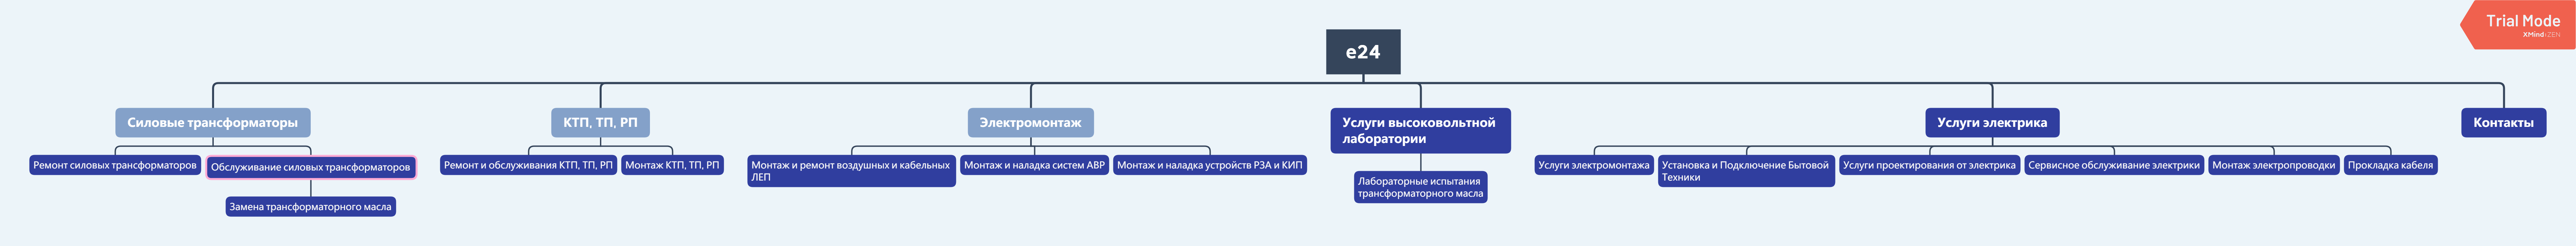 Trial Mode
XMind:ZEN
e24
Силовые трансформаторы
КТП, ТП, РП
Электромонтаж
Услуги высоковольтной
лаборатории
Услуги электрика
Контакты
Ремонт силовых трансформаторов
Обслуживание силовых трансформаторов
Замена трансформаторного масла
Ремонт и обслуживания КТП, ТП, РП
Монтаж КТП, ТП, РП
Монтаж и ремонт воздушных и кабельных
ЛЕП
Монтаж и наладка систем АВР
Монтаж и наладка устройств РЗА и КИП
Лабораторные испытания
трансформаторного масла
Услуги электромонтажа
Установка и Подключение Бытовой
Техники
Услуги проектирования от электрика
Сервисное обслуживание электрики
Монтаж электропроводки
Прокладка кабеля